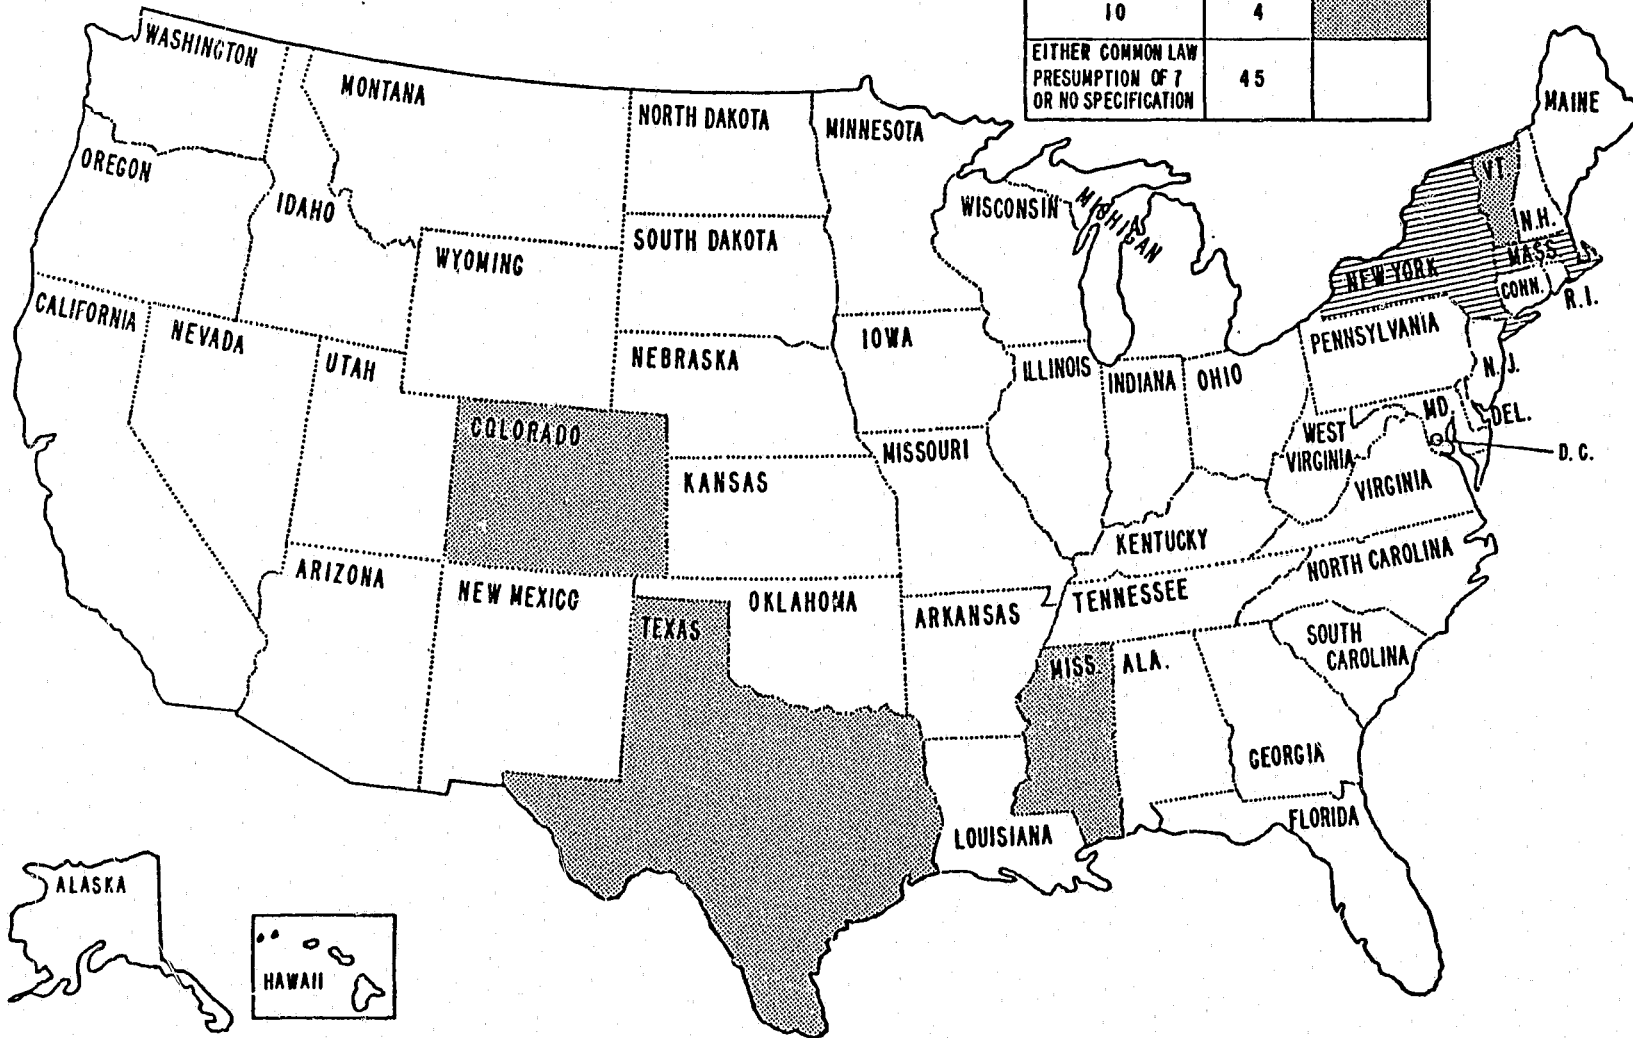 10 4
EITHER COMMON LAW
PRESUMPTION OF 7 45
OR NO SPECIFICATION
WASHINGTON
MONTANA
NORTH DAKOTA
MINNESOTA
MAINE
OREGON
IDAHO
WISCONSIN
MICHIGAN
VT
N.H.
SOUTH DAKOTA
WYOMING
MASS
NEW YORK
CONN.
R.I.
CALIFORNIA
NEVADA
UTAH
NEBRASKA
IOWA
ILLINOIS
INDIANA
OHIO
PENNSYLVANIA
N.J.
MD.
DEL.
D.C.
COLORADO
KANSAS
MISSOURI
WEST
VIRGINIA
VIRGINIA
KENTUCKY
ARIZONA
NEW MEXICO
OKLAHOMA
TEXAS
ARKANSAS
TENNESSEE
NORTH CAROLINA
SOUTH
CAROLINA
MISS.
ALA.
GEORGIA
LOUISIANA
FLORIDA
ALASKA
HAWAII